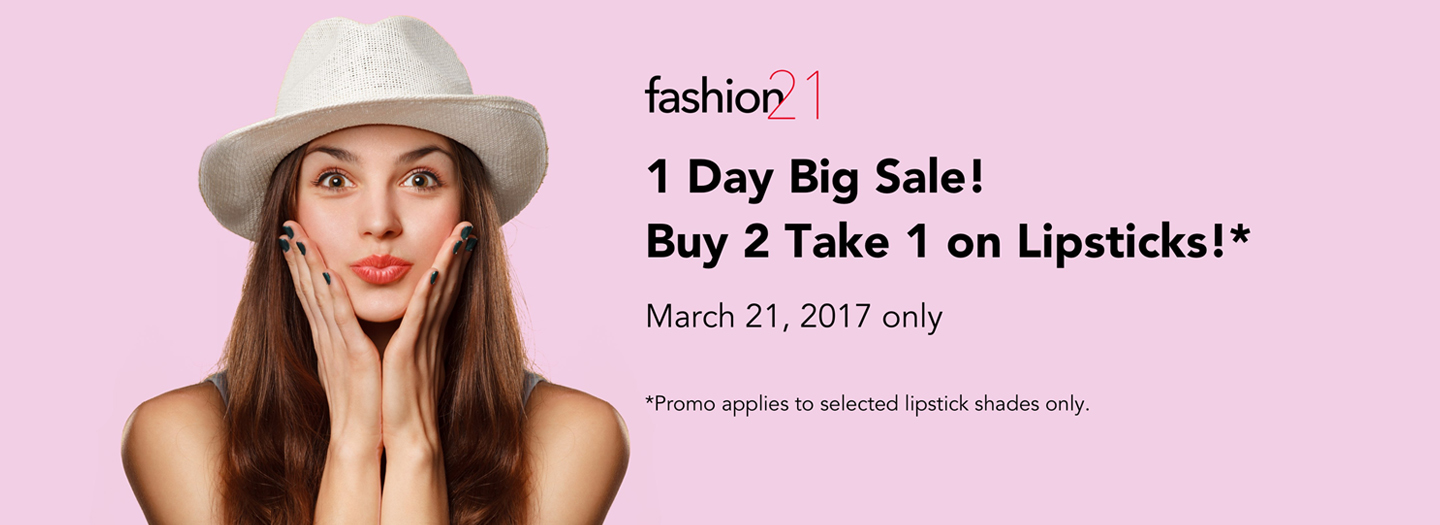 fashion21
1 Day Big Sale!
Buy 2 Take 1 on Lipsticks!*
March 21, 2017 only
*Promo applies to selected lipstick shades only.